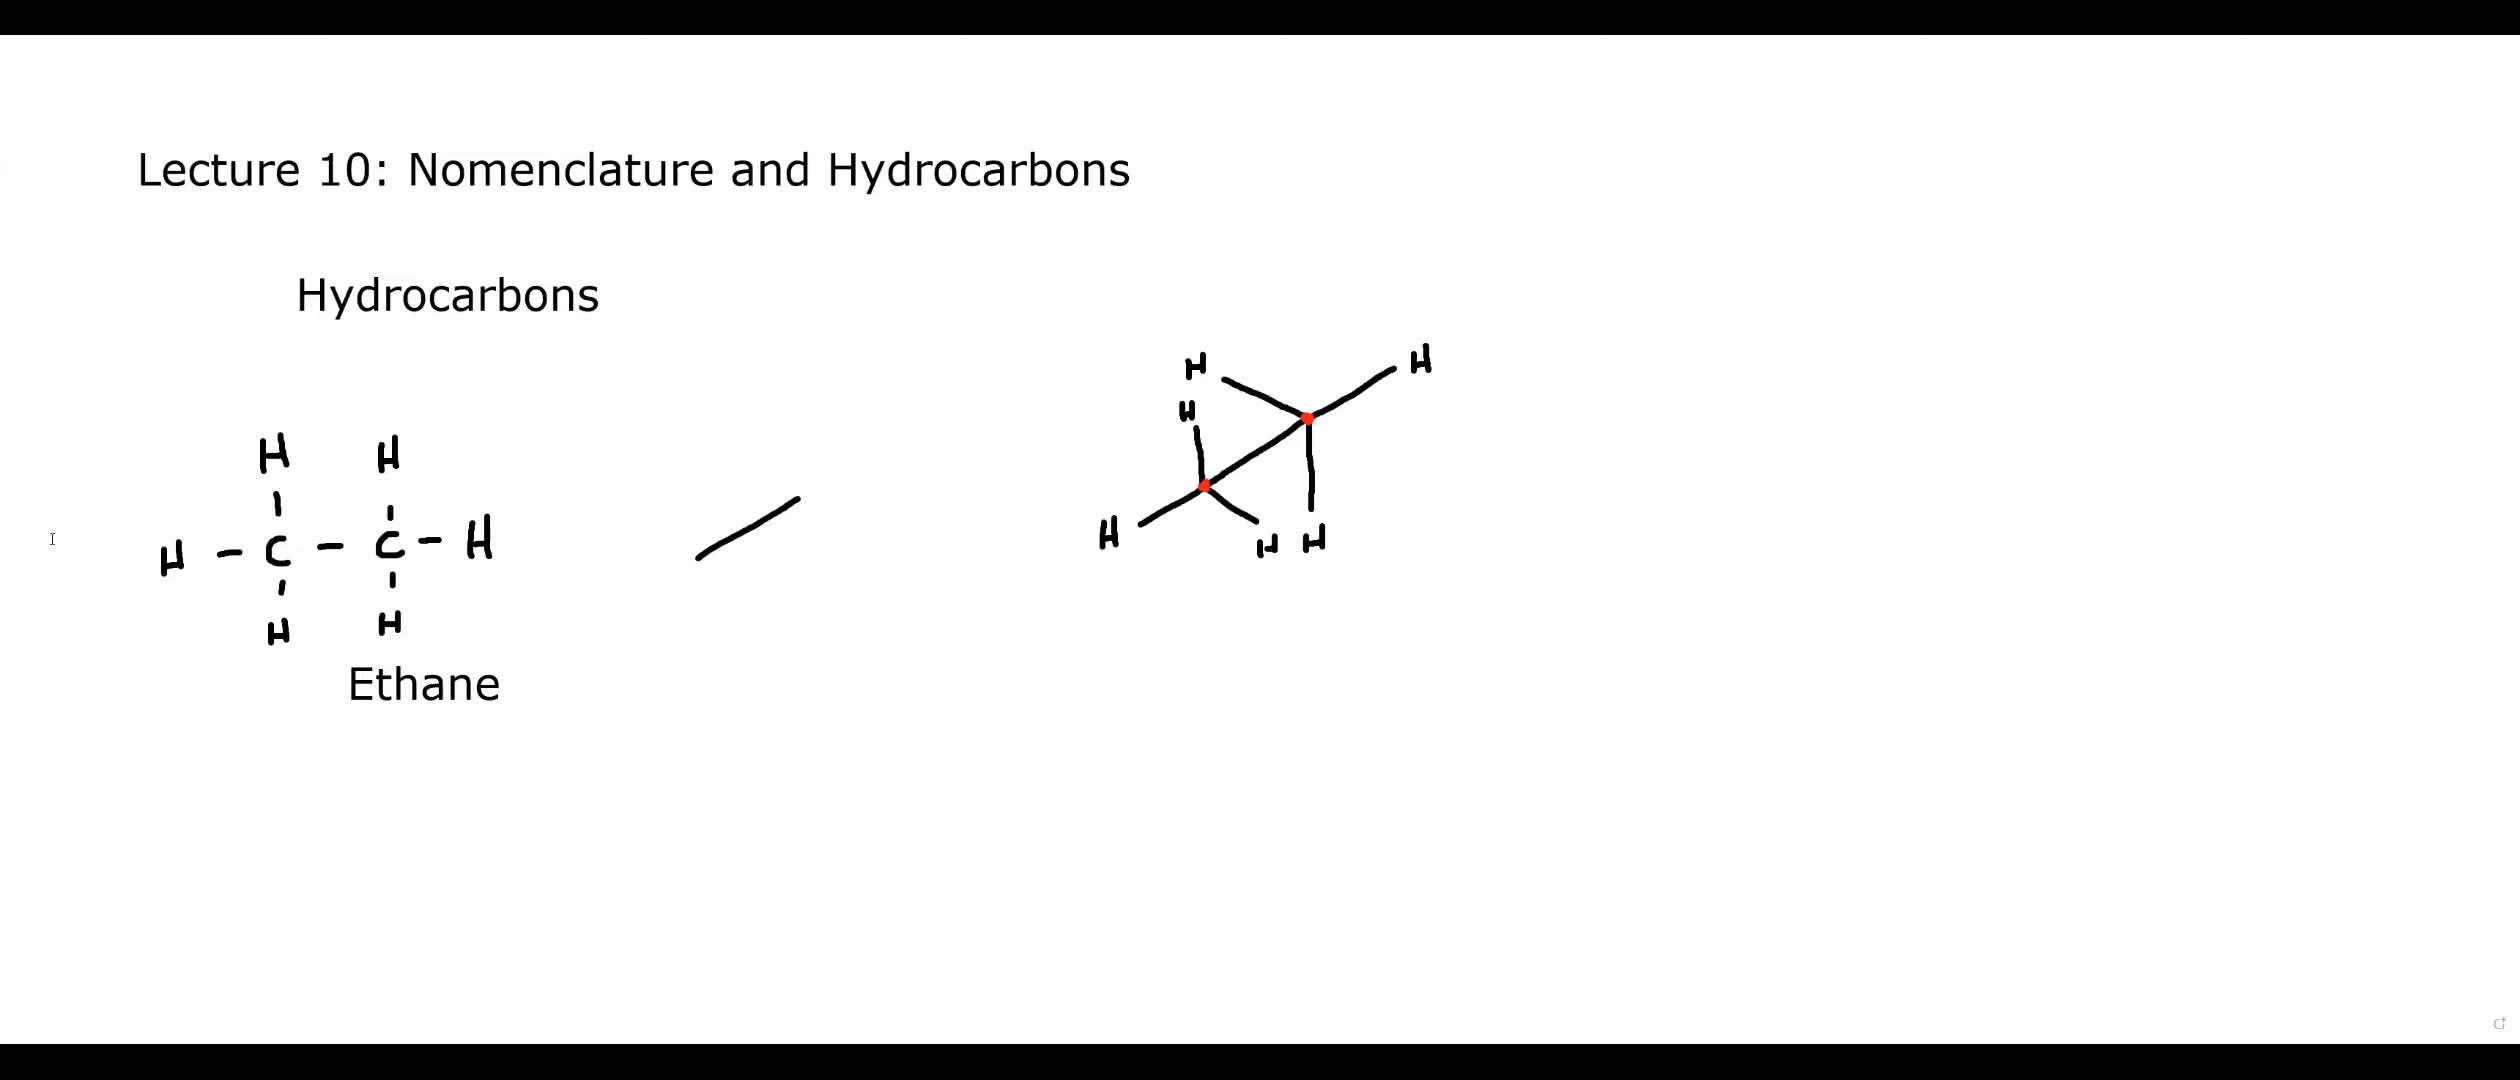 Lecture 10: Nomenclature and Hydrocarbons
Hydrocarbons
H H
H - C - C - H
H H
Ethane
H H
H
H H H